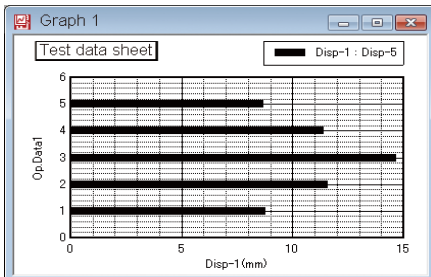 Graph 1
Test data sheet
Disp-1 : Disp-5
6
5
4
3
2
1
0
Op.Data1
0 5 10 15
Disp-1(mm)